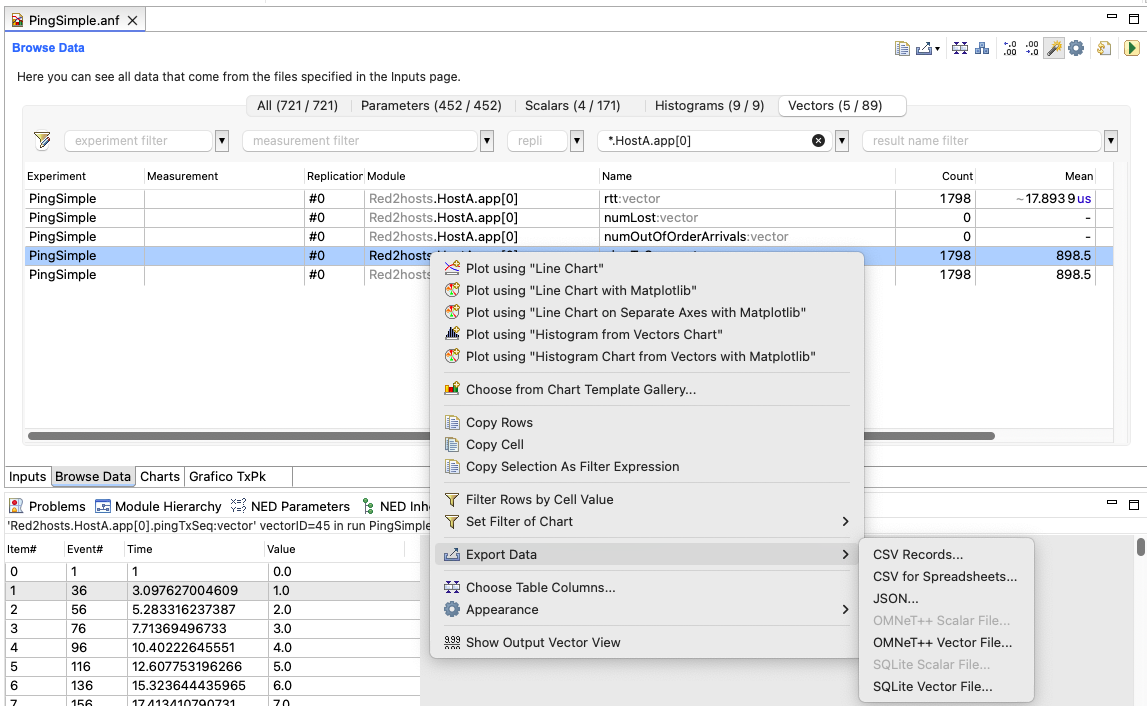 PingSimple.anf
Browse Data
Here you can see all data that come from the files specified in the Inputs page.
All (721 / 721) Parameters (452 / 452) Scalars (4 / 171) Histograms (9 / 9) Vectors (5 / 89)
experiment filter measurement filter repli *.HostA.app[0] result name filter
Experiment Measurement Replication Module Name Count Mean
PingSimple #0 Red2hosts.HostA.app[0] rtt:vector 1798 ~17.8939us
PingSimple #0 Red2hosts.HostA.app[0] numLost:vector 0 -
PingSimple #0 Red2hosts.HostA.app[0] numOutOfOrderArrivals:vector 0 -
PingSimple #0 Red2hosts 1798 898.5
PingSimple #0 Red2hosts 1798 898.5
Plot using "Line Chart"
Plot using "Line Chart with Matplotlib"
Plot using "Line Chart on Separate Axes with Matplotlib"
Plot using "Histogram from Vectors Chart"
Plot using "Histogram Chart from Vectors with Matplotlib"
Choose from Chart Template Gallery...
Copy Rows
Copy Cell
Copy Selection As Filter Expression
Filter Rows by Cell Value
Set Filter of Chart
Export Data
Choose Table Columns...
Appearance
Show Output Vector View
CSV Records...
CSV for Spreadsheets...
JSON...
OMNeT++ Scalar File...
OMNeT++ Vector File...
SQLite Scalar File...
SQLite Vector File...
Inputs Browse Data Charts Grafico TxPk
Problems Module Hierarchy NED Parameters NED Inh
'Red2hosts.HostA.app[0].pingTxSeq:vector' vectorID=45 in run PingSimple
Item# Event# Time Value
0 1 1 0.0
1 36 3.097627004609 1.0
2 56 5.283316237387 2.0
3 76 7.71369496733 3.0
4 96 10.40222645551 4.0
5 116 12.607753196266 5.0
6 136 15.323644435965 6.0
7 156 17.413410790731 7.0